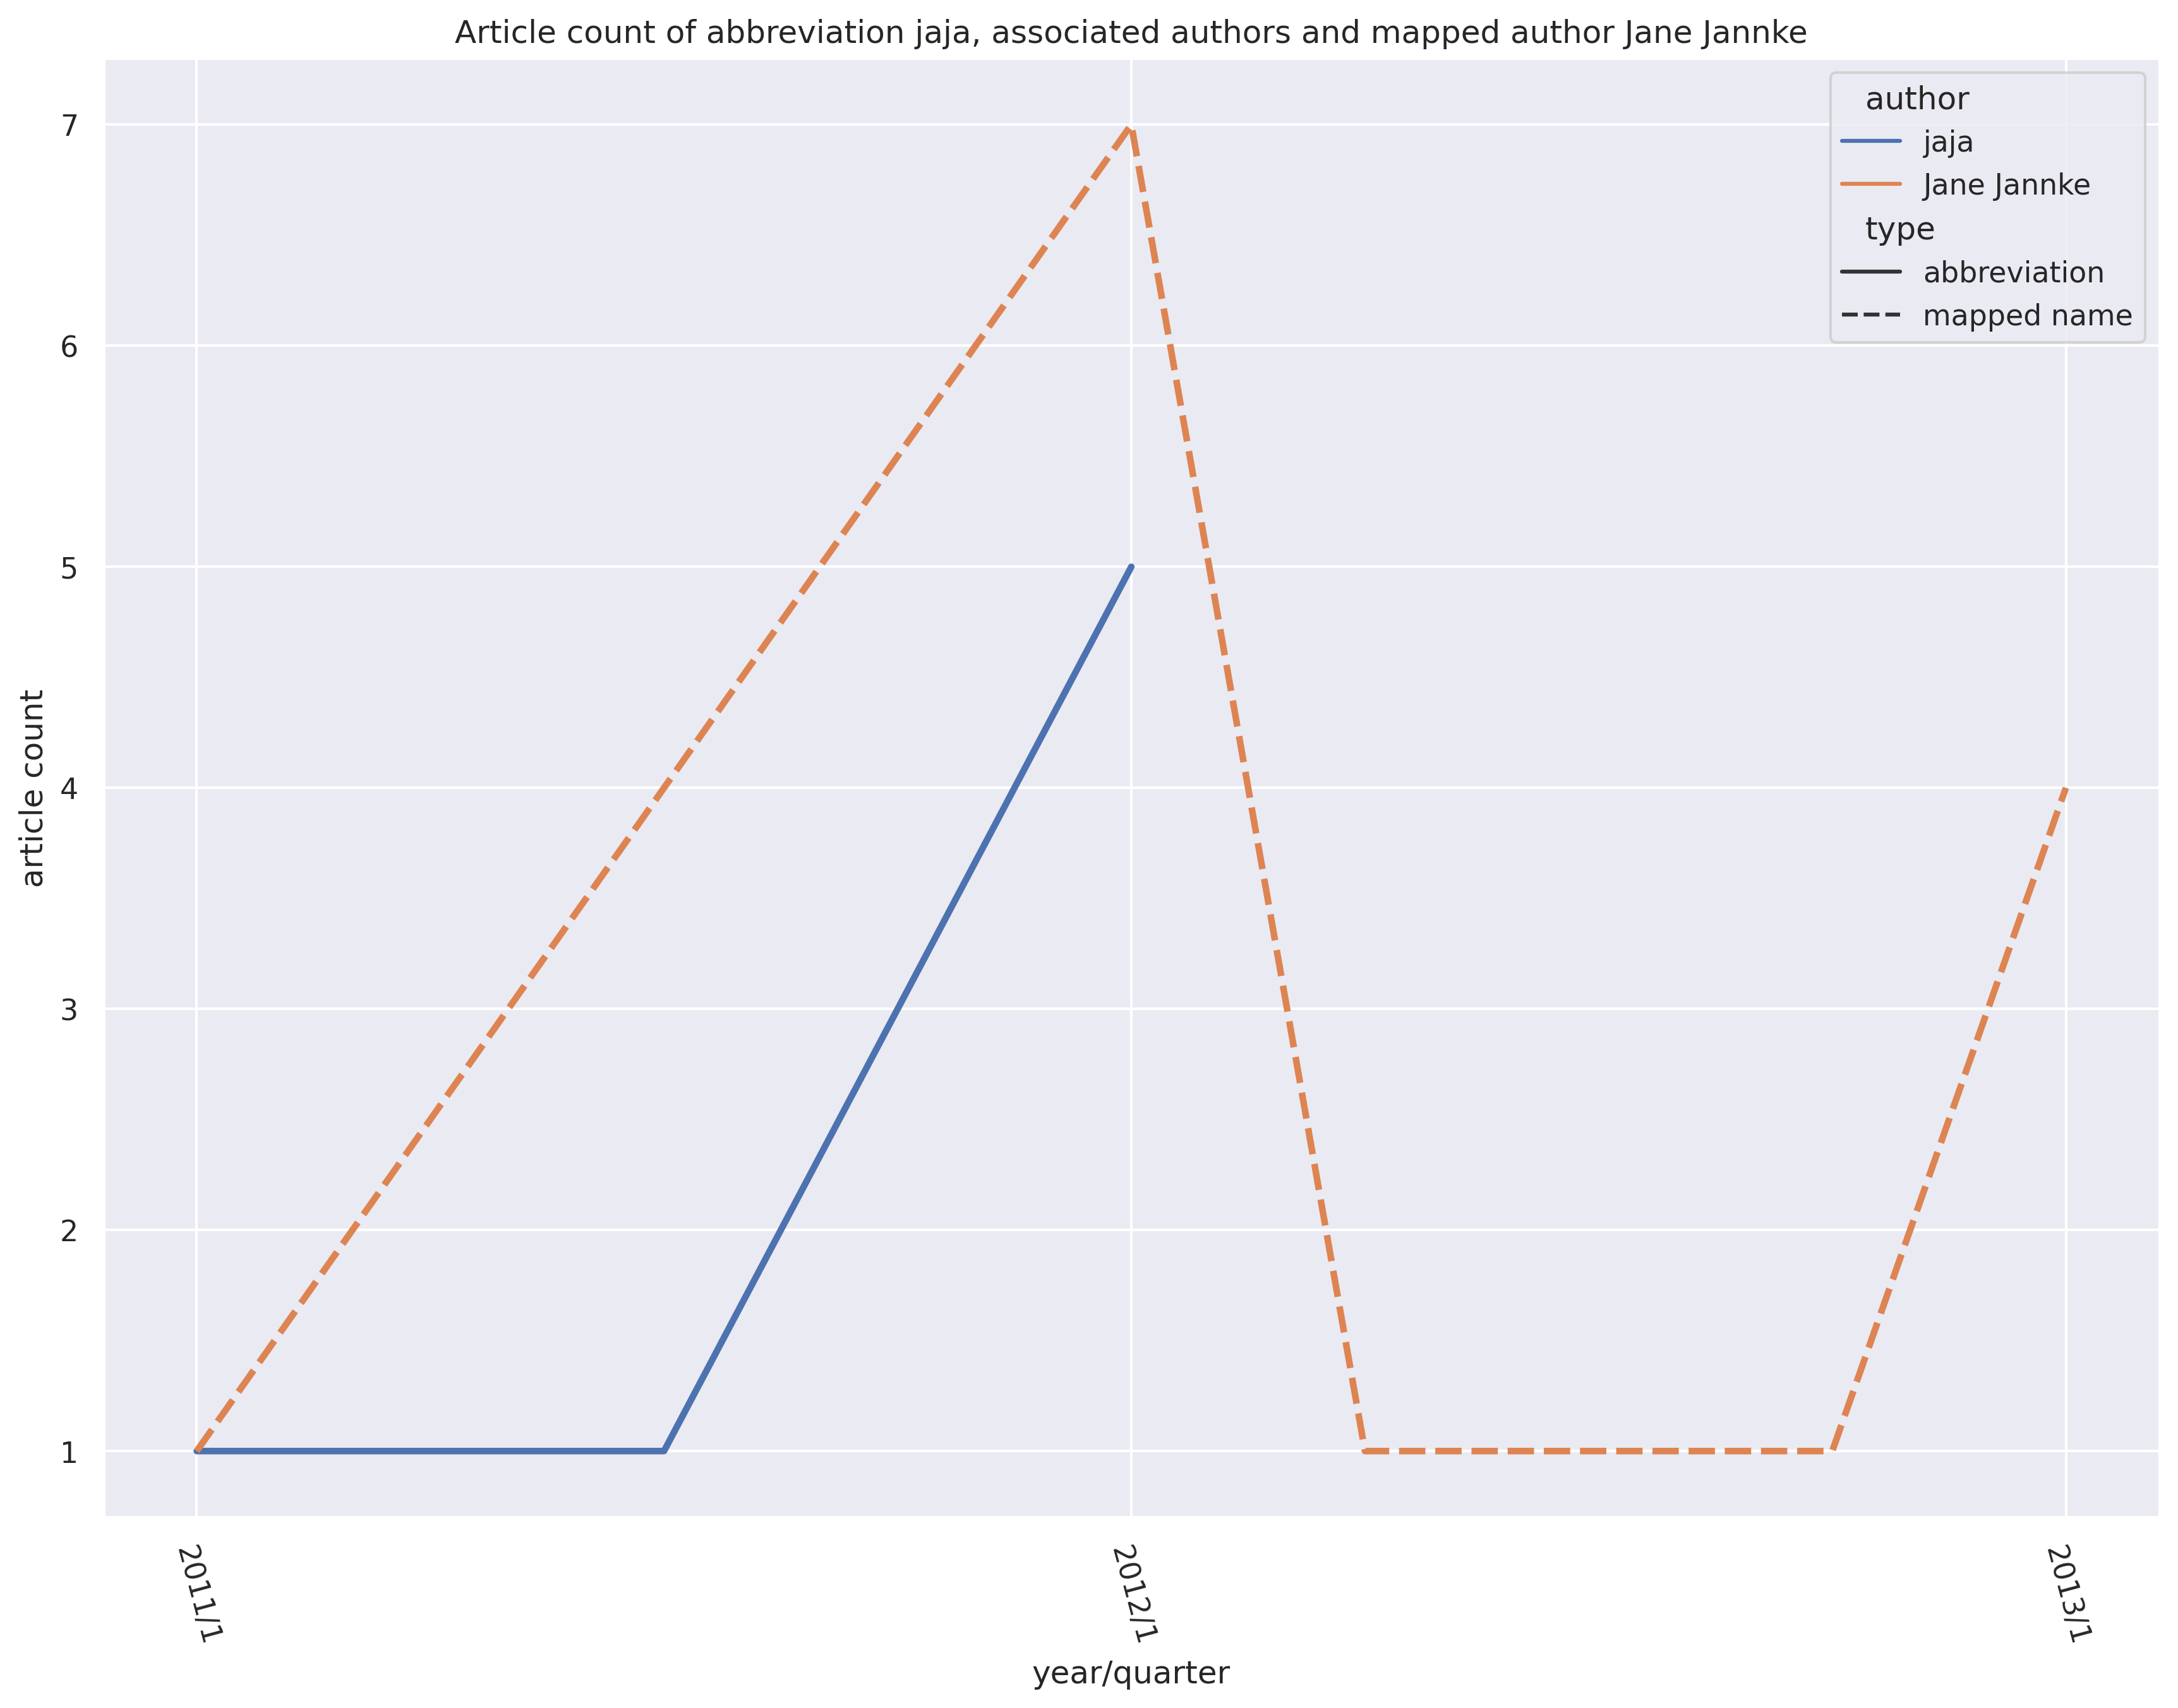 Article count of abbreviation jaja, associated authors and mapped author Jane Jannke
author
jaja
Jane Jannke
type
abbreviation
mapped name
article count
7
6
5
4
3
2
1
2011/1
2012/1
2013/1
year/quarter